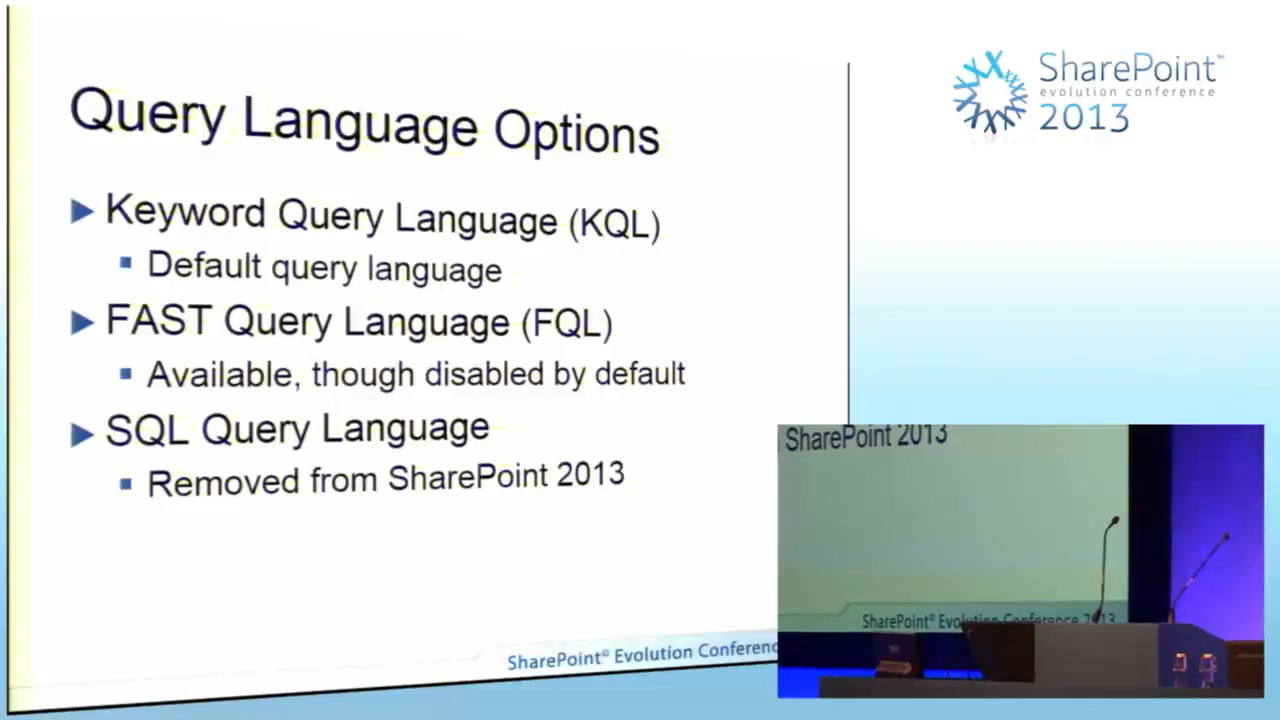 Query Language Options
Keyword Query Language (KQL)
Default query language
FAST Query Language (FQL)
Available, though disabled by default
SQL Query Language
Removed from SharePoint 2013
SharePoint© Evolution Conference
SharePoint™
evolution conference
2013
SharePoint 2013
SharePoint© Evolution Conference 2013